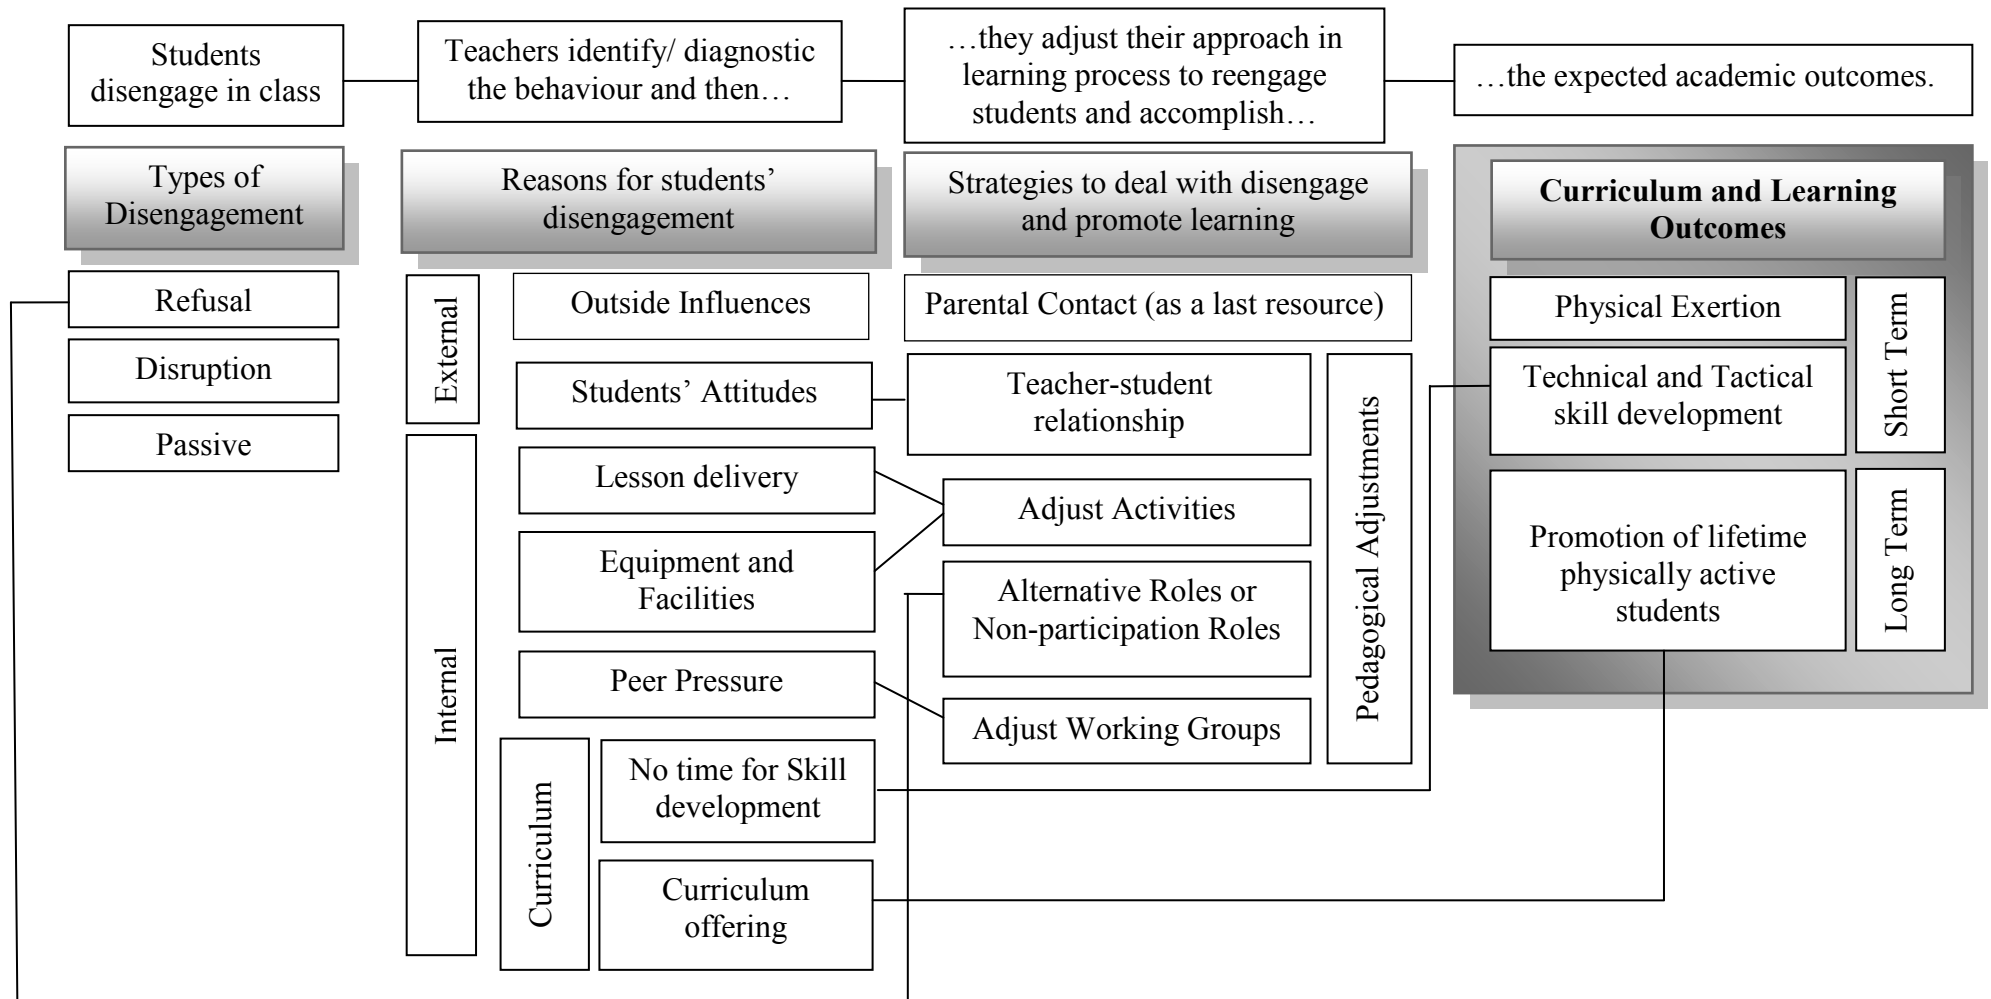 Students
disengage in class
Teachers identify/ diagnostic
the behaviour and then…
…they adjust their approach in
learning process to reengage
students and accomplish…
…the expected academic outcomes.
Types of
Disengagement
Reasons for students’
disengagement
Strategies to deal with disengage
and promote learning
Curriculum and Learning
Outcomes
Refusal
Disruption
Passive
External
Internal
Outside Influences
Students’ Attitudes
Lesson delivery
Equipment and
Facilities
Peer Pressure
Curriculum
No time for Skill
development
Curriculum
offering
Parental Contact (as a last resource)
Teacher-student
relationship
Adjust Activities
Alternative Roles or
Non-participation Roles
Adjust Working Groups
Pedagogical Adjustments
Physical Exertion
Technical and Tactical
skill development
Short Term
Promotion of lifetime
physically active
students
Long Term